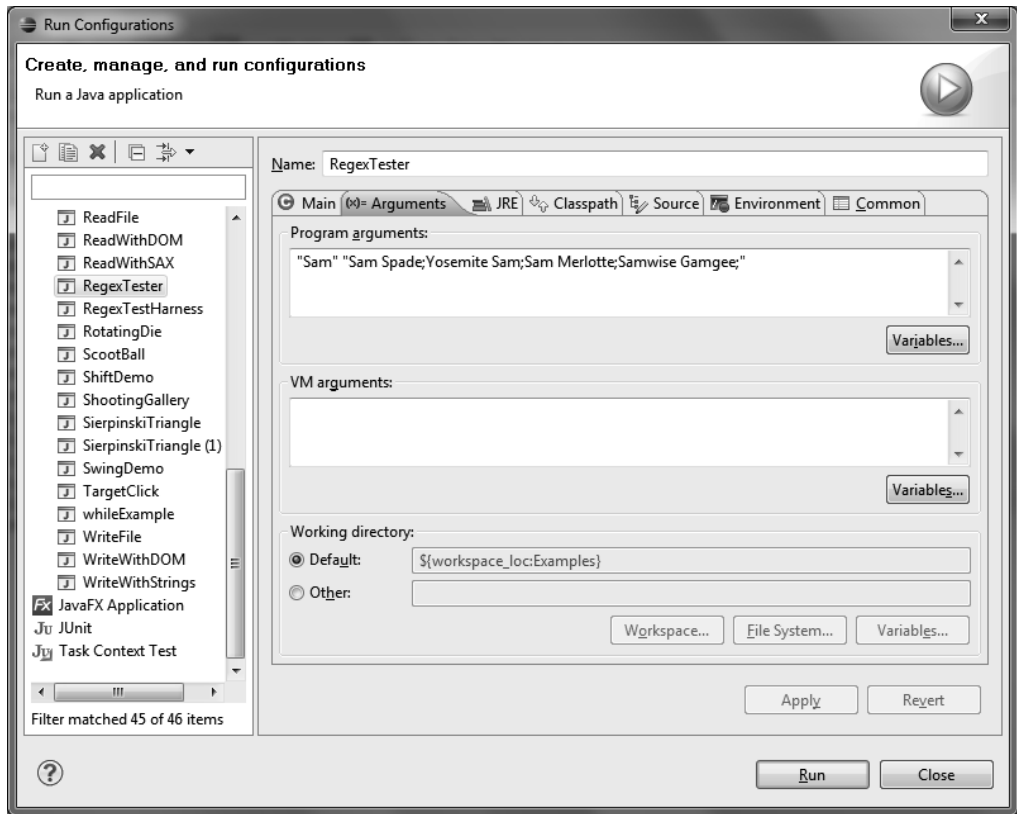 Run Configurations
Create, manage, and run configurations
Run a Java application
ReadFile
ReadWithDOM
ReadWithSAX
RegexTester
RegexTestHarness
RotatingDie
ScootBall
ShiftDemo
ShootingGallery
SierpinskiTriangle
SierpinskiTriangle (1)
SwingDemo
TargetClick
whileExample
WriteFile
WriteWithDOM
WriteWithStrings
JavaFX Application
JUnit
Task Context Test
Filter matched 45 of 46 items
Name: RegexTester
Main (x)= Arguments JRE Classpath Source Environment Common
Program arguments:
"Sam" "Sam Spade;Yosemite Sam;Sam Merlotte;Samwise Gamgee;"
Variables...
VM arguments:
Variables...
Working directory:
Default: ${workspace_loc:Examples}
Other:
Workspace... File System... Variables...
Apply Revert
Run Close